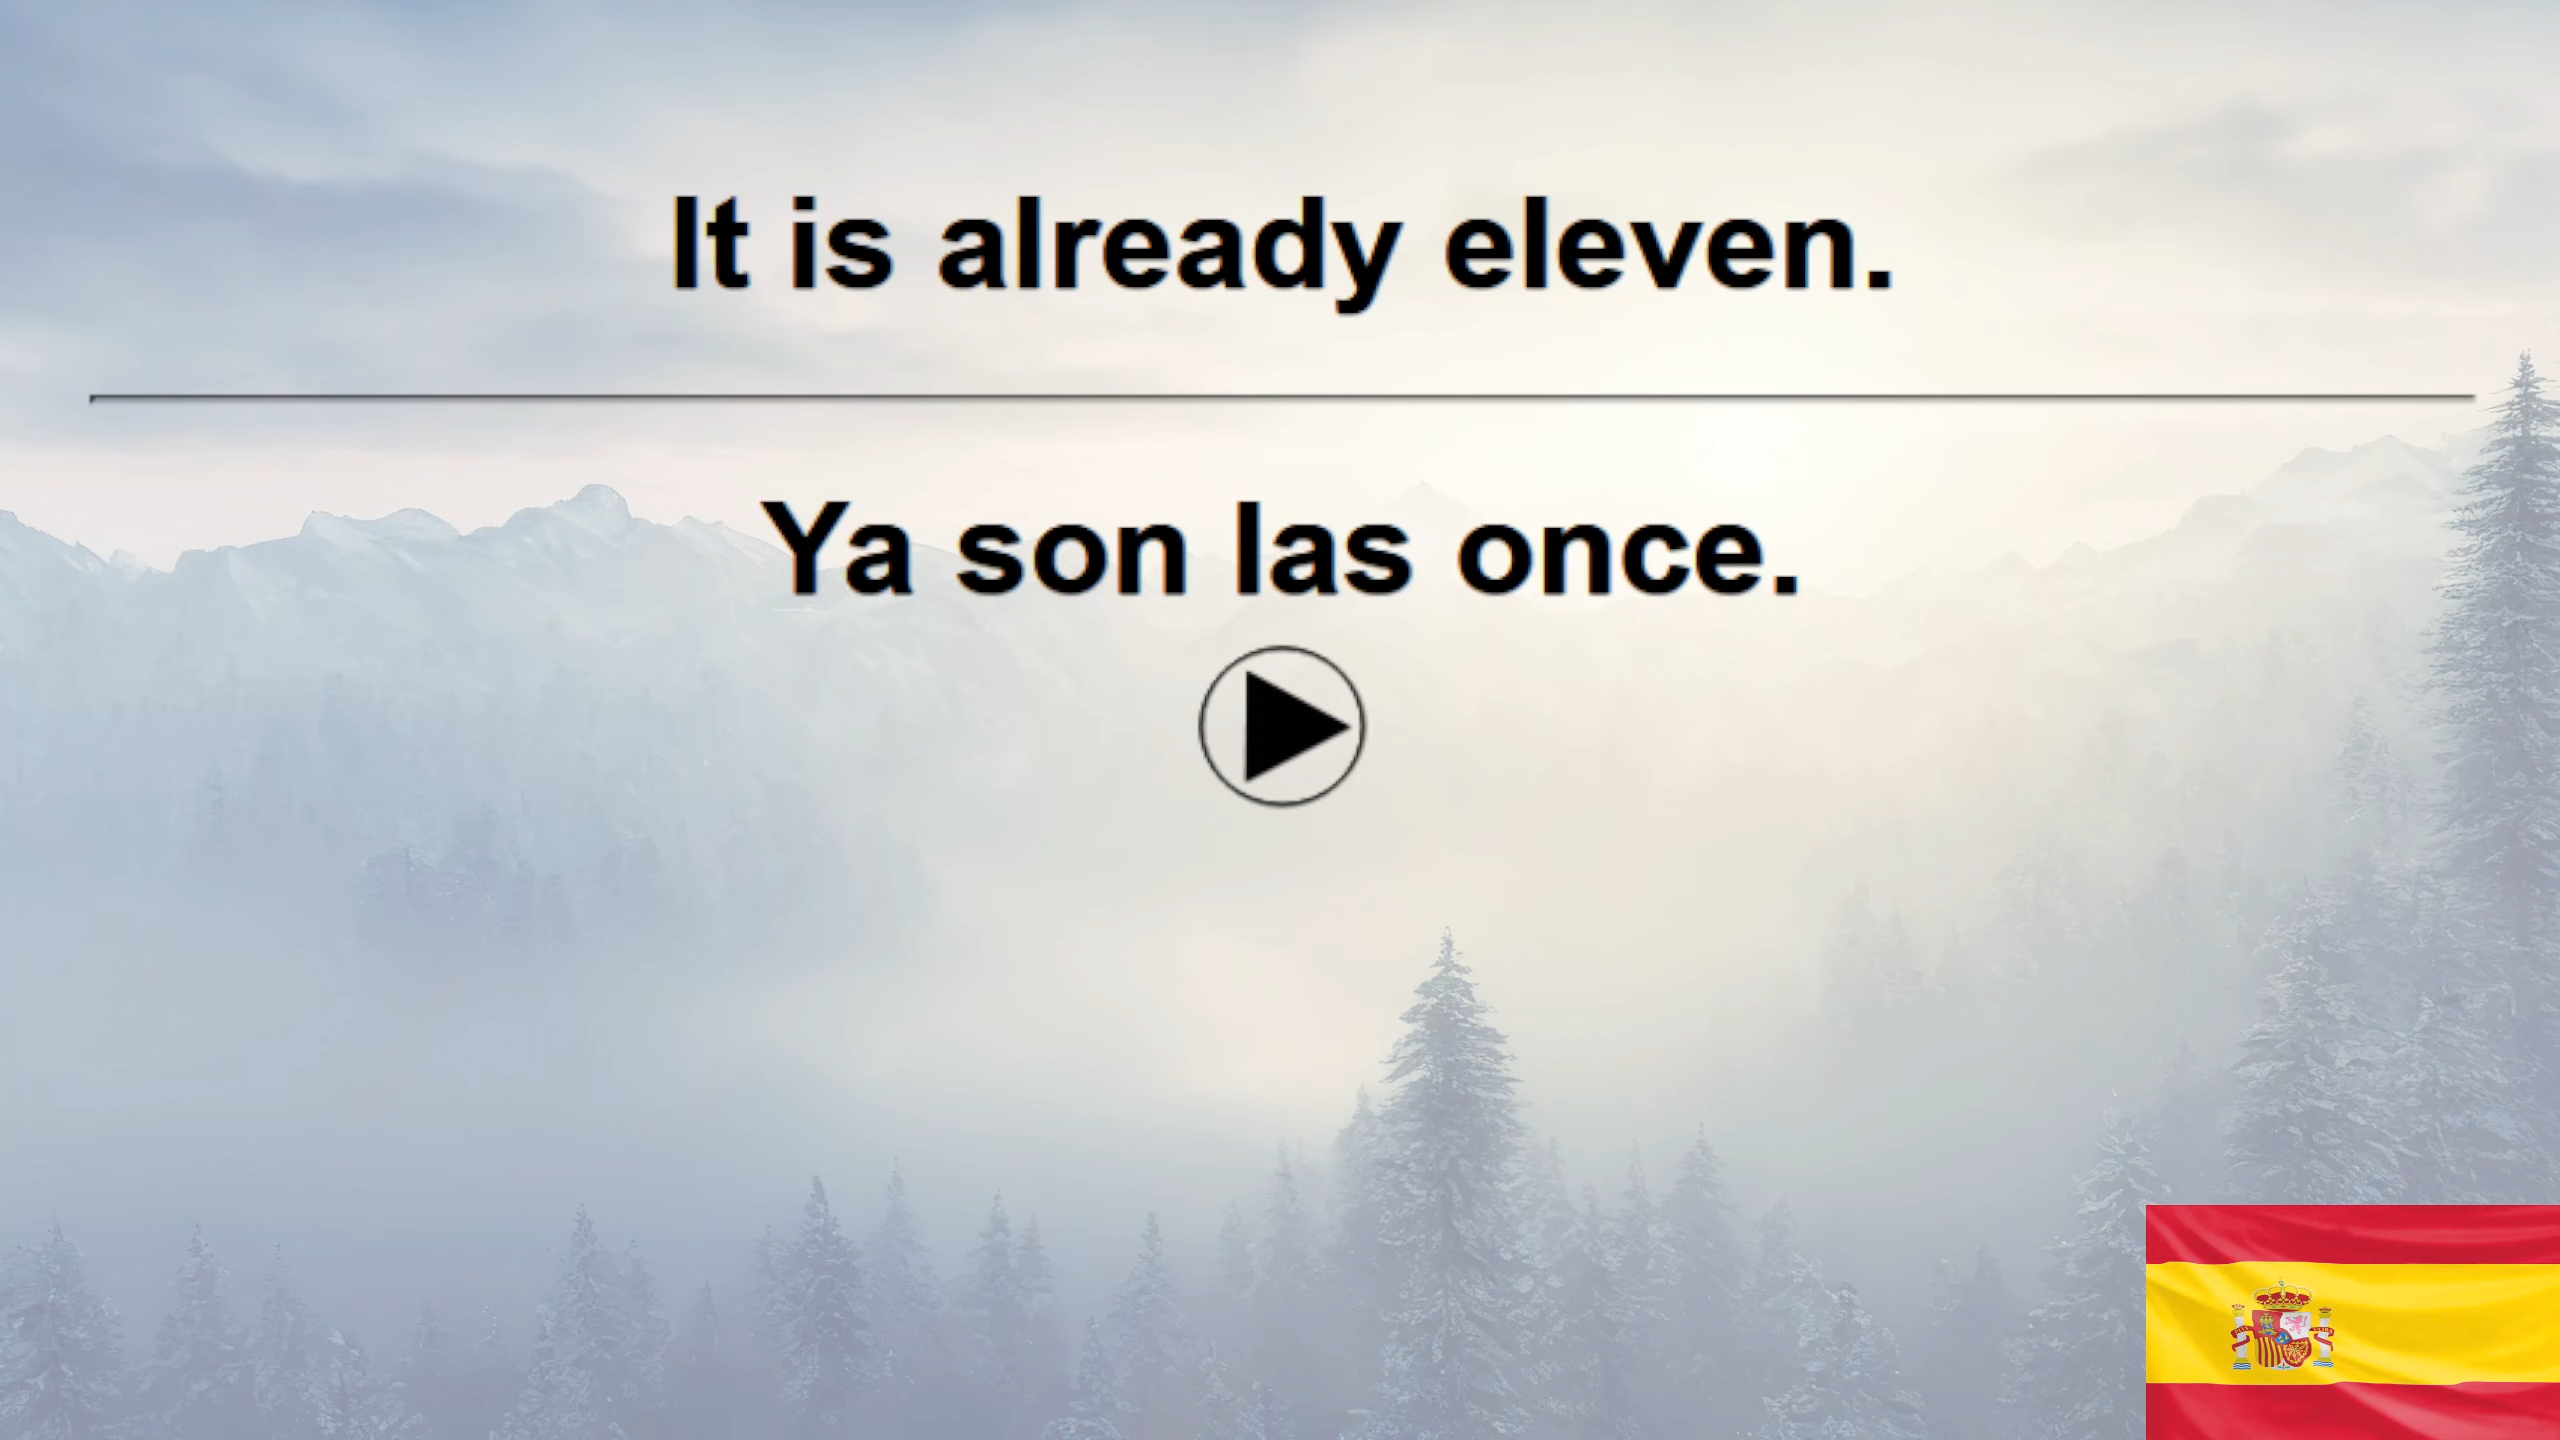 It is already eleven.
Ya son las once.